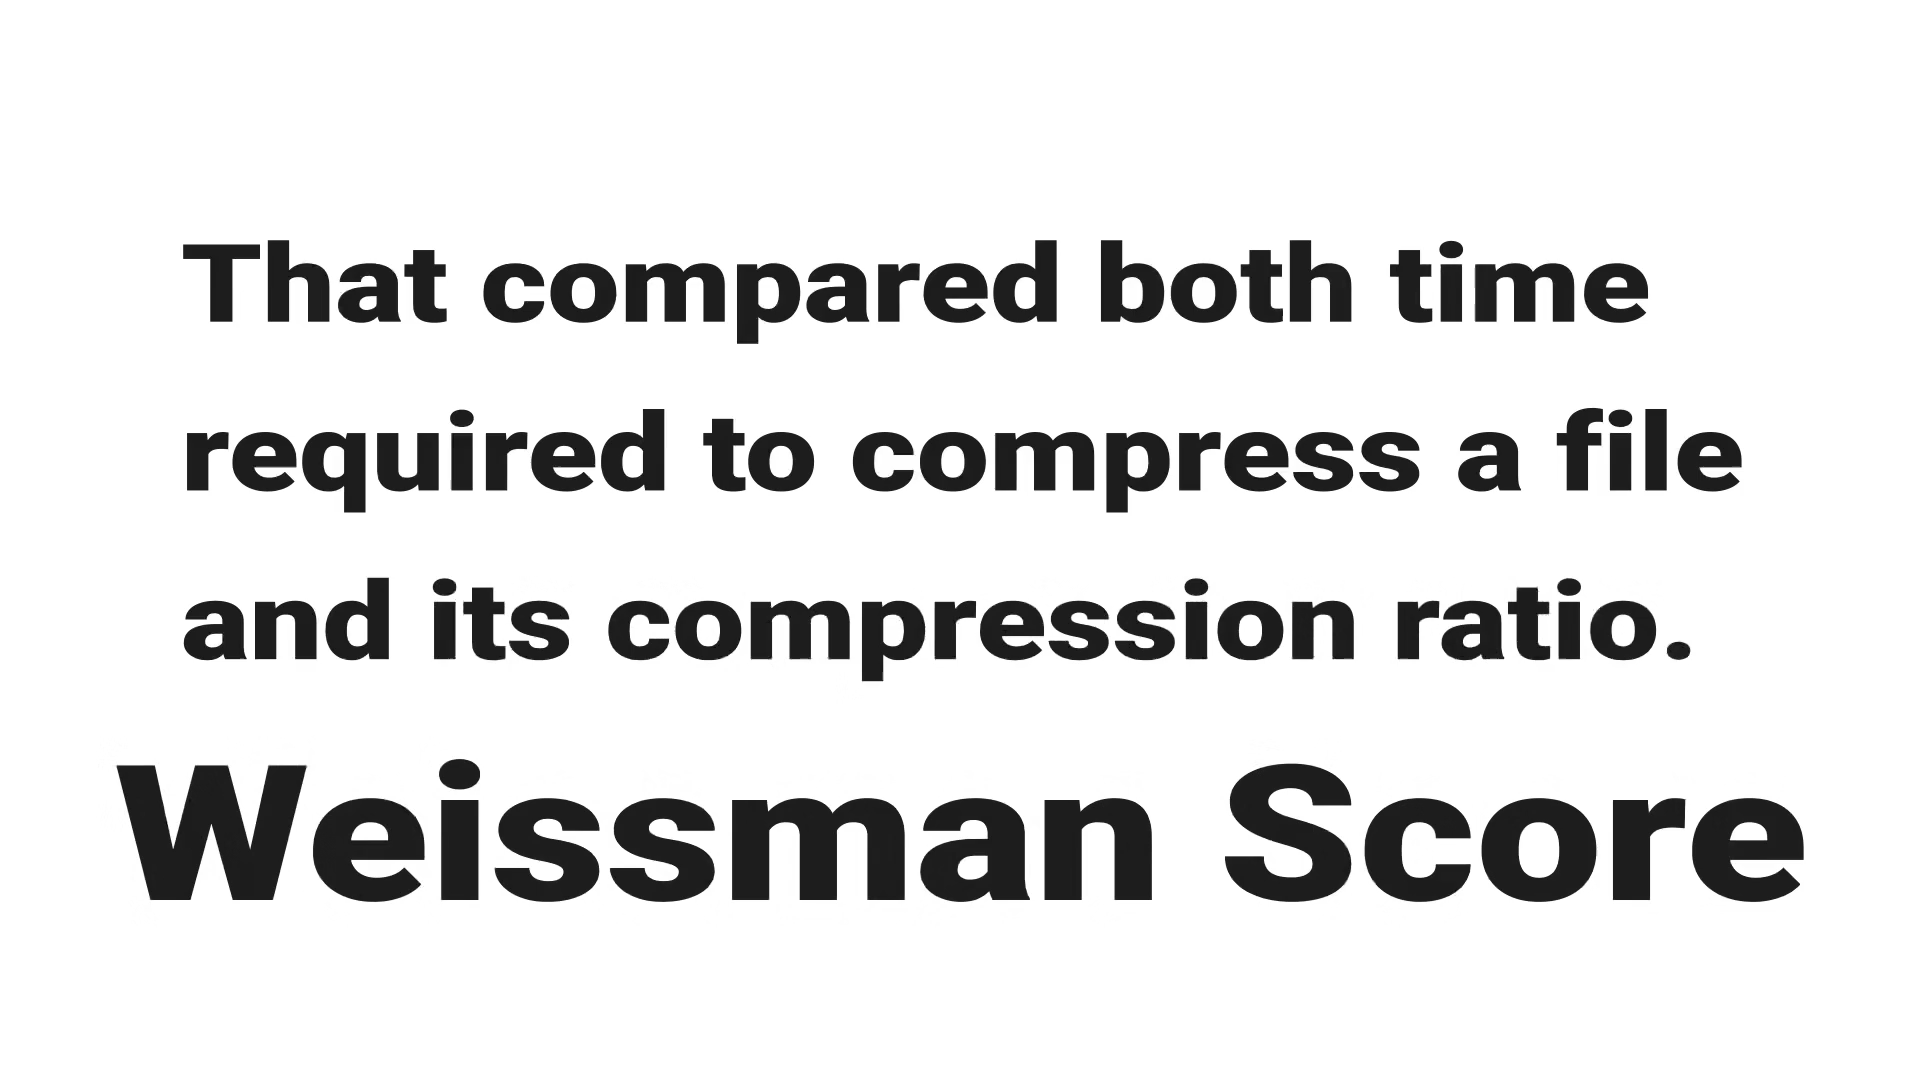 That compared both time
required to compress a file
and its compression ratio.
Weissman Score